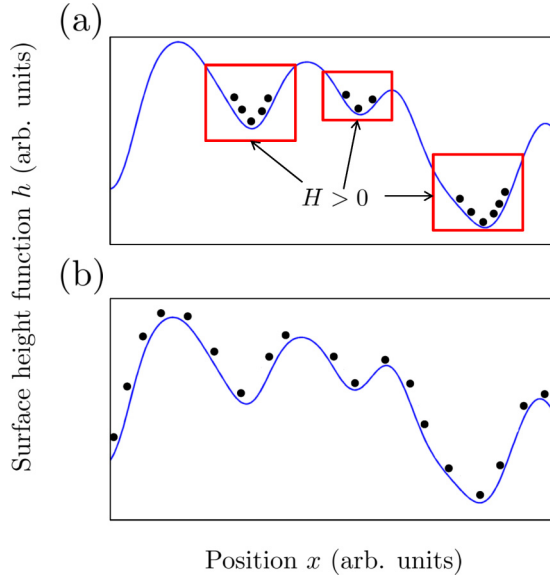 (a)
H > 0
(b)
Surface height function h (arb. units)
Position x (arb. units)